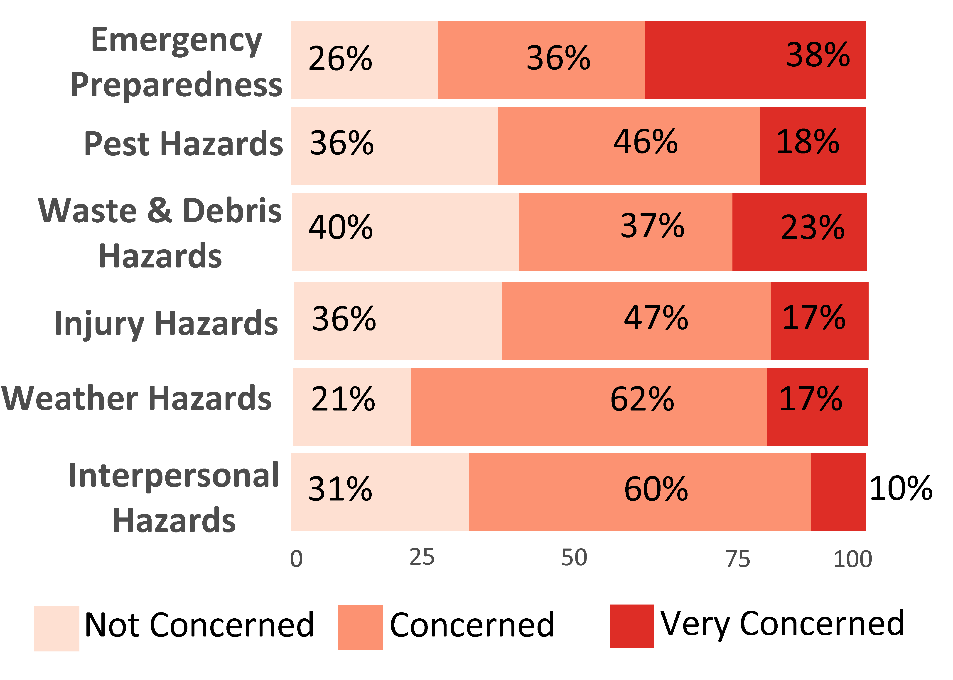 Emergency
Preparedness
26% 36% 38%
Pest Hazards 36% 46% 18%
Waste & Debris
Hazards
40% 37% 23%
Injury Hazards 36% 47% 17%
Weather Hazards 21% 62% 17%
Interpersonal
Hazards
31% 60% 10%
0 25 50 75 100
Not Concerned Concerned Very Concerned